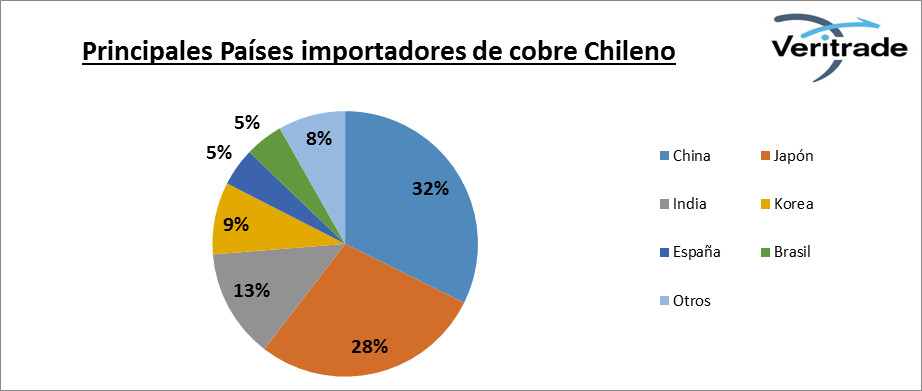 Principales Países importadores de cobre Chileno
Veritrade
5%
8%
5%
32%
9%
13%
28%
China
Japón
India
Korea
España
Brasil
Otros